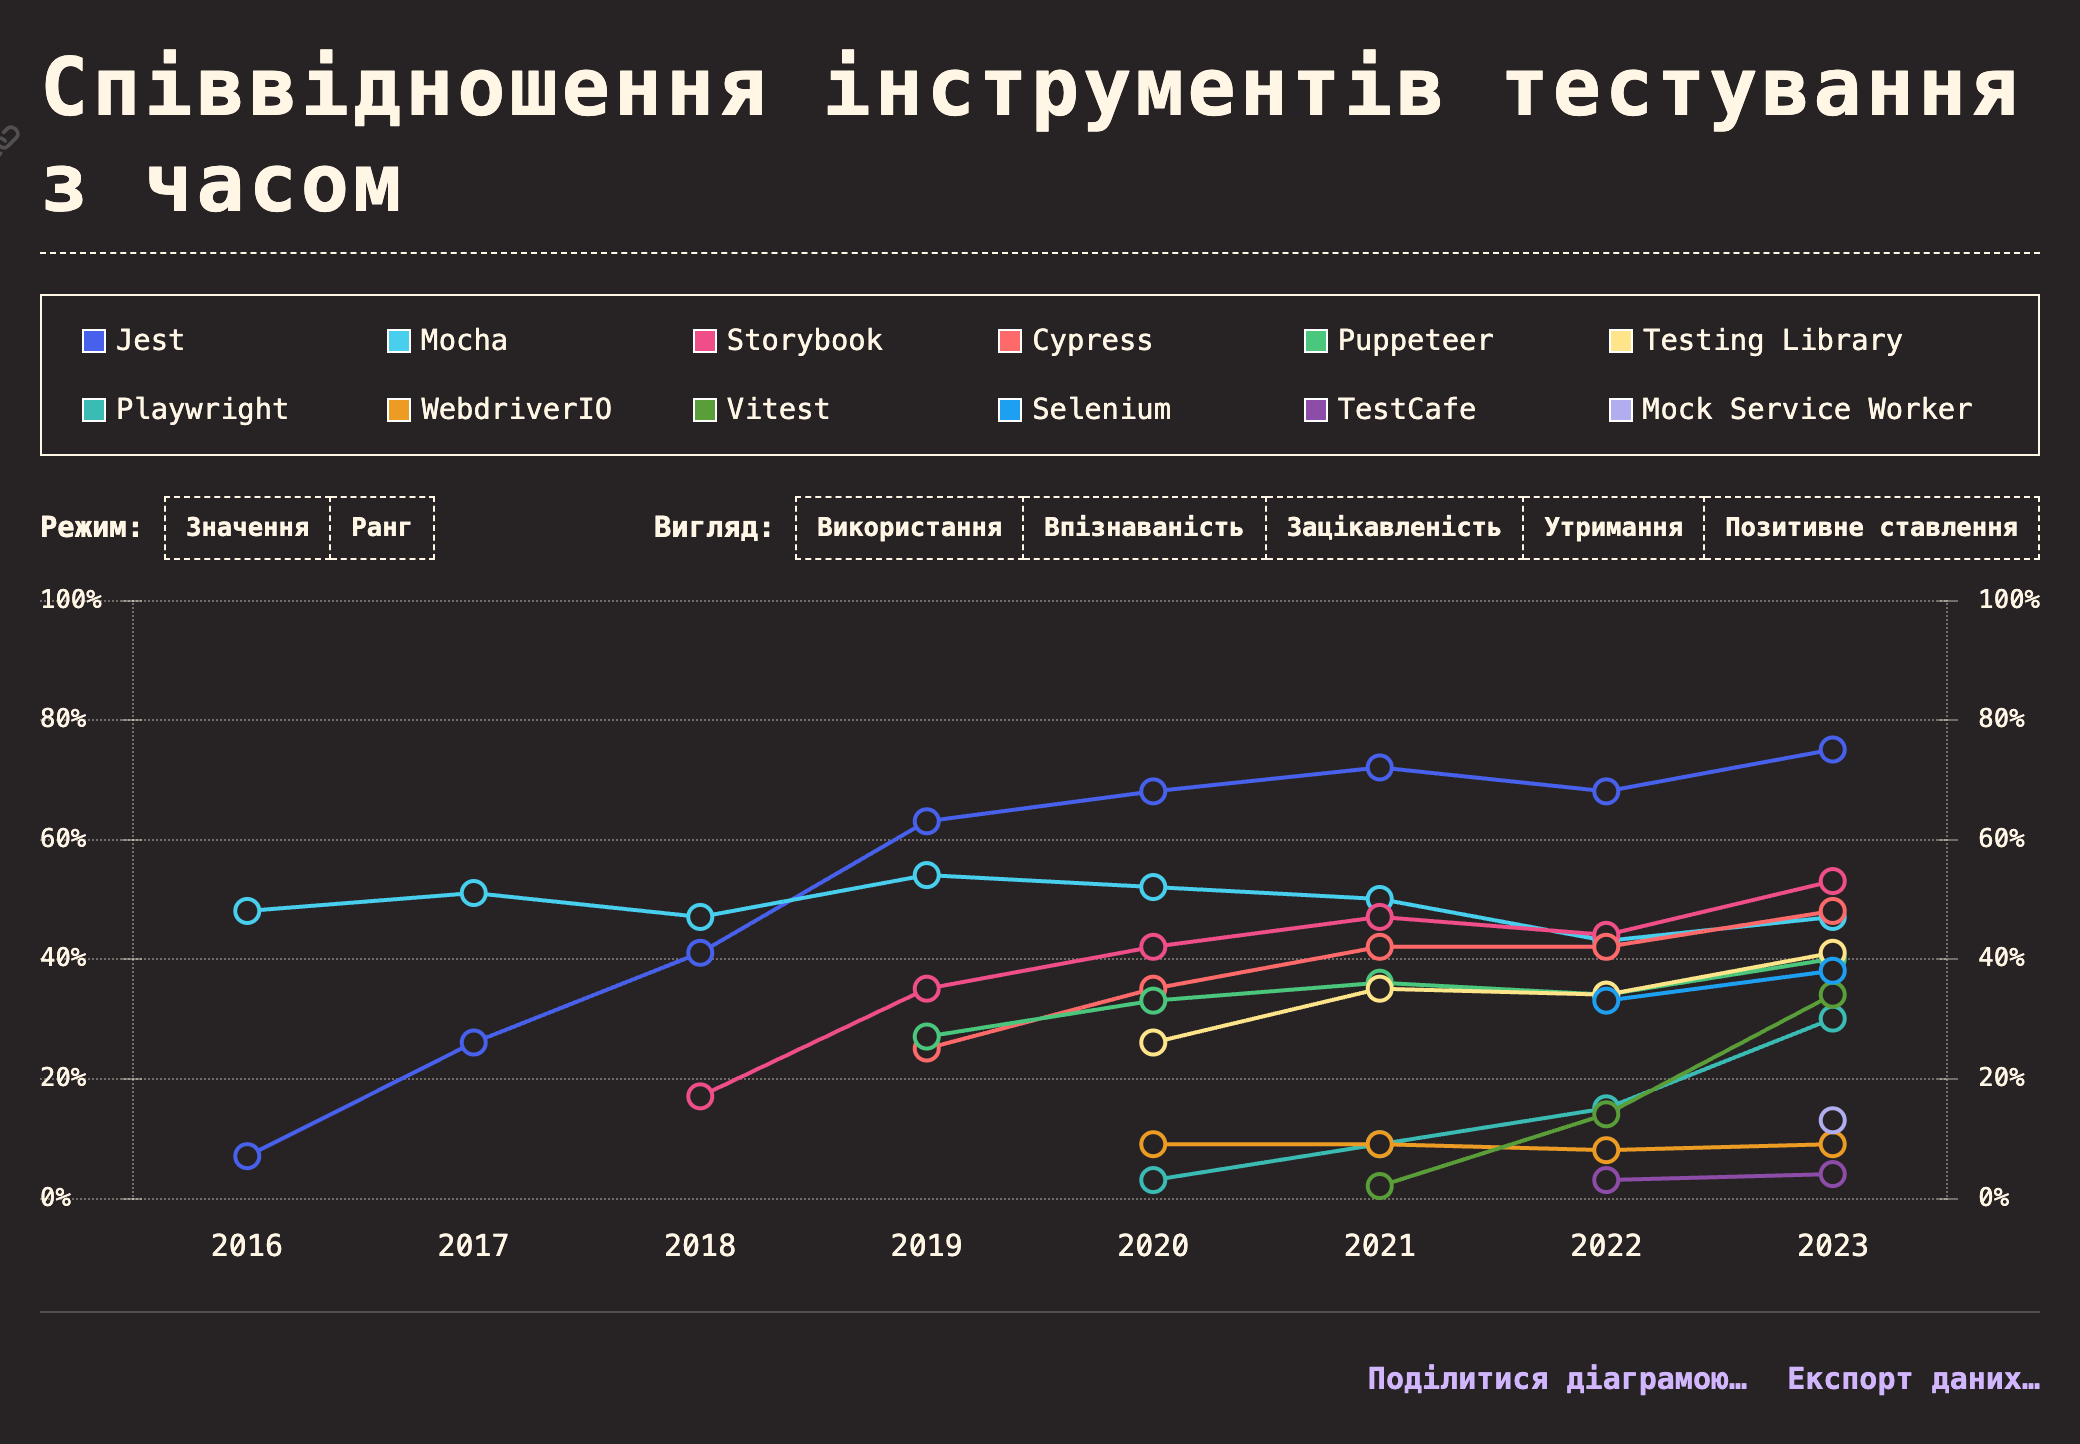 Співвідношення інструментів тестування
з часом
Jest Mocha Storybook Cypress Puppeteer Testing Library
Playwright WebdriverIO Vitest Selenium TestCafe Mock Service Worker
Режим: Значення Ранг Вигляд: Використання Впізнаваність Зацікавленість Утримання Позитивне ставлення
100% 100%
80% 80%
60% 60%
40% 40%
20% 20%
0% 0%
2016 2017 2018 2019 2020 2021 2022 2023
Поділитися діаграмою… Експорт даних…